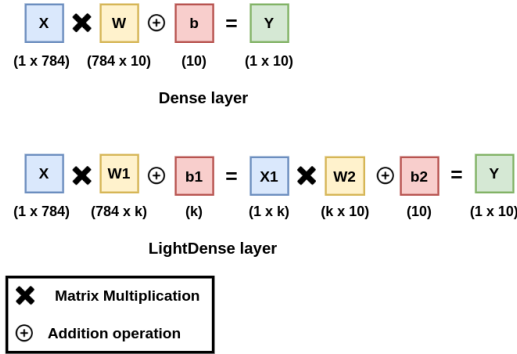 X W b = Y
(1 x 784) (784 x 10) (10) (1 x 10)
Dense layer
X W1 b1 = X1 W2 b2 = Y
(1 x 784) (784 x k) (k) (1 x k) (k x 10) (10) (1 x 10)
LightDense layer
Matrix Multiplication
Addition operation